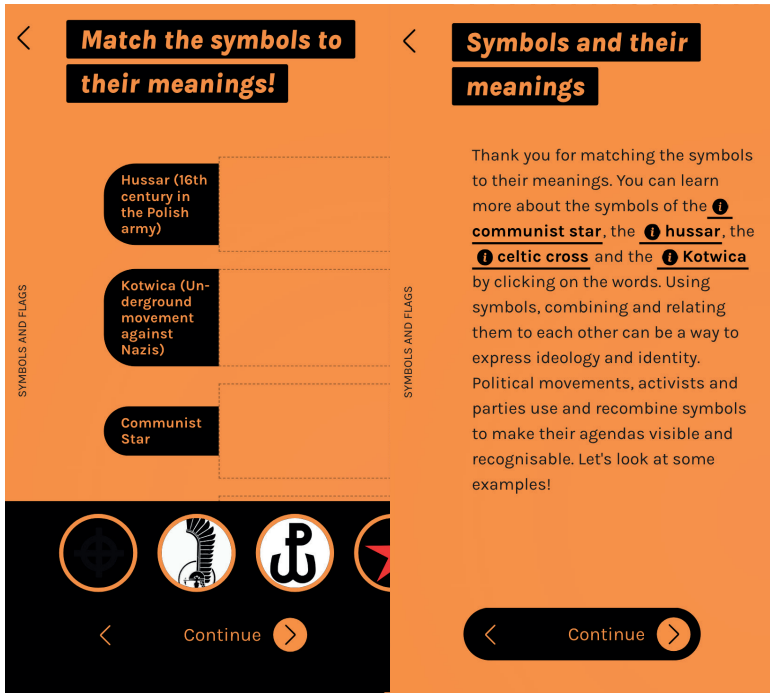 Match the symbols to
their meanings!
Hussar (16th
century in
the Polish
army)
Kotwica (Un-
derground
movement
against
Nazis)
Communist
Star
SYMBOLS AND FLAGS
Continue
Symbols and their
meanings
Thank you for matching the symbols
to their meanings. You can learn
more about the symbols of the i
communist star, the i hussar, the
i celtic cross and the i Kotwica
by clicking on the words. Using
symbols, combining and relating
them to each other can be a way to
express ideology and identity.
Political movements, activists and
parties use and recombine symbols
to make their agendas visible and
recognisable. Let's look at some
examples!
SYMBOLS AND FLAGS
Continue